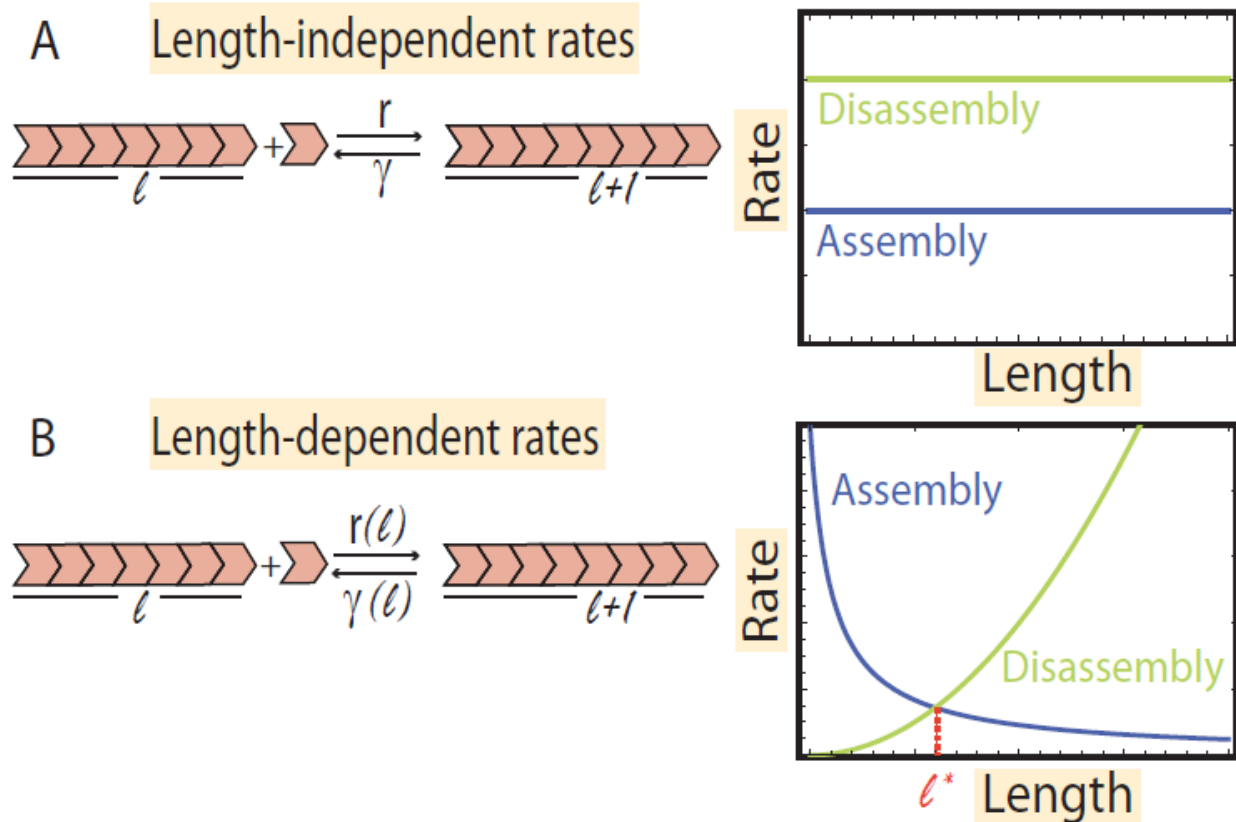 A
Length-independent rates
r
+
γ
ℓ
ℓ+1
Rate
Disassembly
Assembly
Length
B
Length-dependent rates
r(ℓ)
+
γ(ℓ)
ℓ
ℓ+1
Rate
Assembly
Disassembly
ℓ*
Length